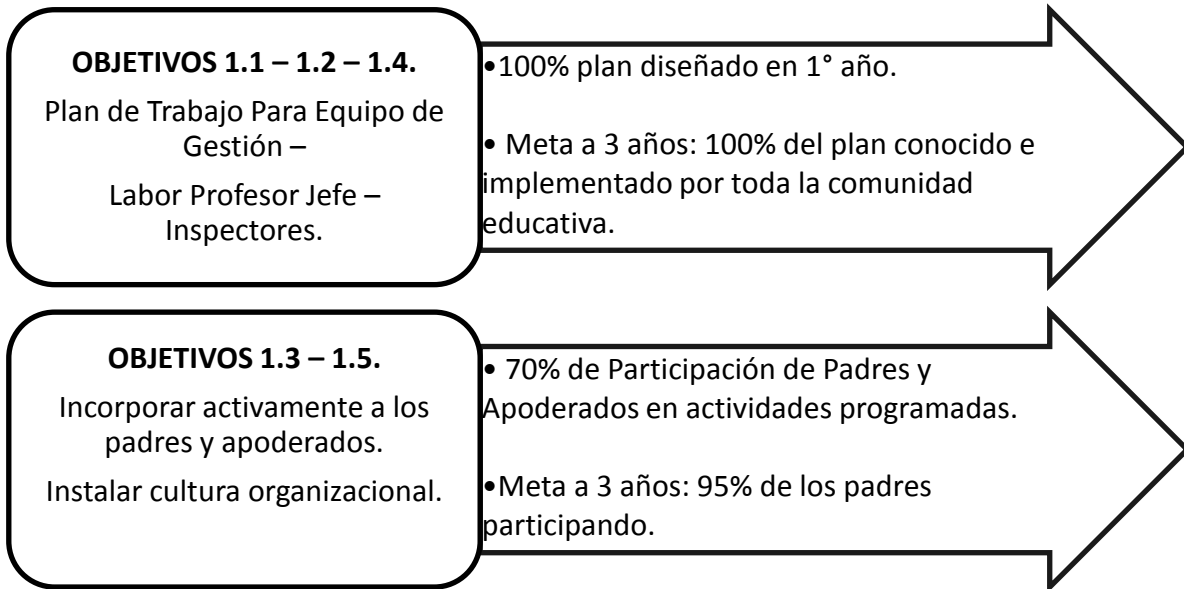 OBJETIVOS 1.1 – 1.2 – 1.4.
Plan de Trabajo Para Equipo de
Gestión –
Labor Profesor Jefe –
Inspectores.
•100% plan diseñado en 1° año.
• Meta a 3 años: 100% del plan conocido e
implementado por toda la comunidad
educativa.
OBJETIVOS 1.3 – 1.5.
Incorporar activamente a los
padres y apoderados.
Instalar cultura organizacional.
• 70% de Participación de Padres y
Apoderados en actividades programadas.
•Meta a 3 años: 95% de los padres
participando.